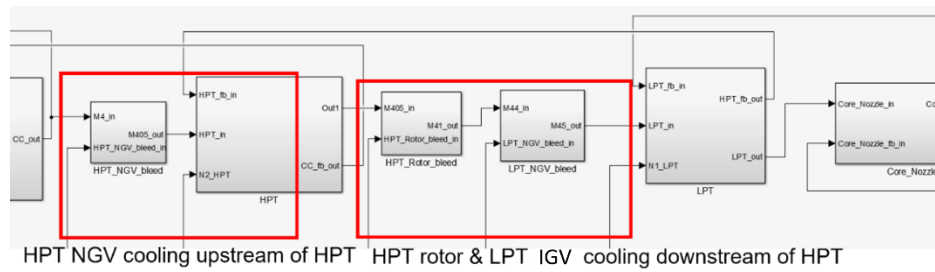 CC_out
M4_in
M405_out
HPT_NGV_bleed_in
HPT_NGV_bleed
HPT_fb_in
HPT_in
N2_HPT
Out1
CC_fb_out
HPT
M405_in
M41_out
HPT_Rotor_bleed_in
HPT_Rotor_bleed
M44_in
M45_out
LPT_NGV_bleed_in
LPT_NGV_bleed
LPT_fb_in
HPT_fb_out
LPT_in
LPT_out
N1_LPT
LPT
Core_Nozzle_in
Co
Core_Nozzle_fb_in
Core_Nozzle
HPT NGV cooling upstream of HPT
HPT rotor & LPT IGV cooling downstream of HPT